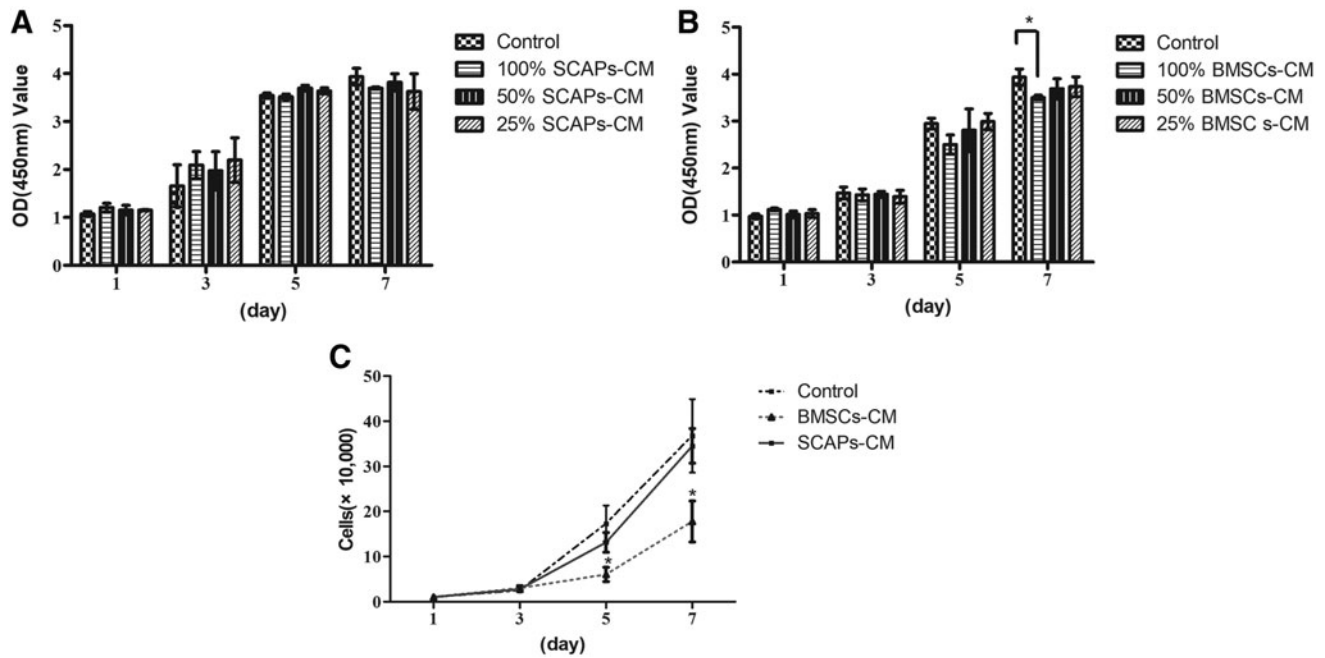 A
OD(450nm) Value
5
4
3
2
1
0
1 3 5 7
(day)
Control
100% SCAPs-CM
50% SCAPs-CM
25% SCAPs-CM
B
OD(450nm) Value
5
4
3
2
1
0
*
1 3 5 7
(day)
Control
100% BMSCs-CM
50% BMSCs-CM
25% BMSC s-CM
C
Cells(× 10,000)
50
40
30
20
10
0
*
*
1 3 5 7
(day)
Control
BMSCs-CM
SCAPs-CM